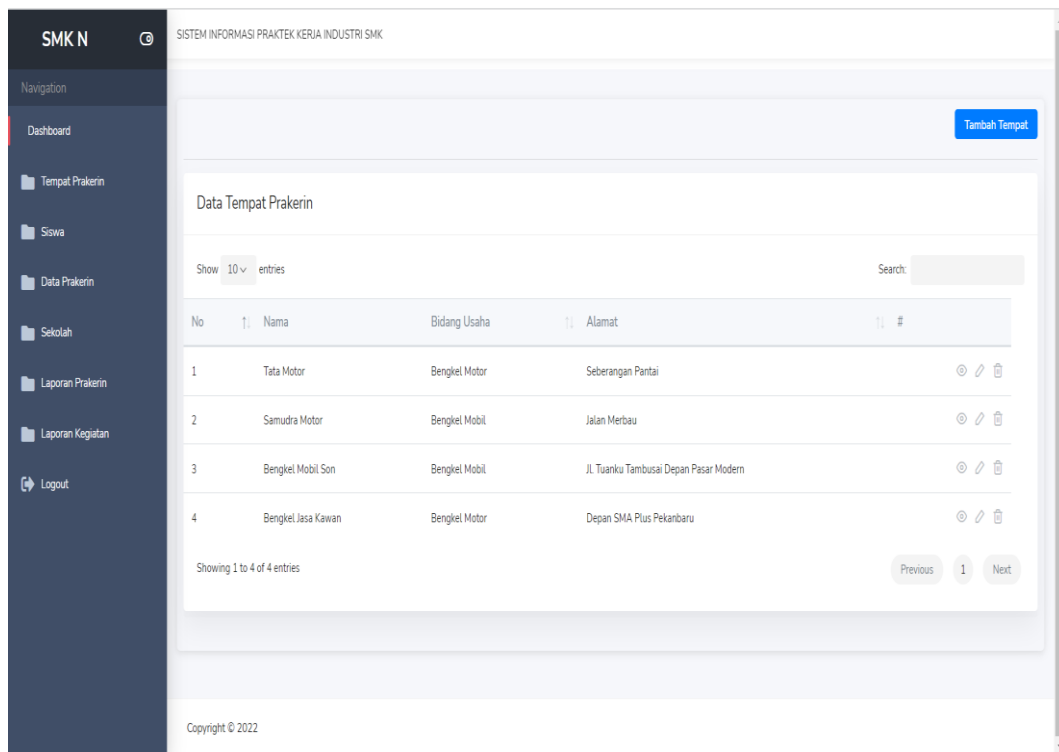 SMK N
SISTEM INFORMASI PRAKTEK KERJA INDUSTRI SMK
Navigation
Dashboard
Tempat Prakerin
Siswa
Data Prakerin
Sekolah
Laporan Prakerin
Laporan Kegiatan
Logout
Tambah Tempat
Data Tempat Prakerin
Show 10 entries Search:
No Nama Bidang Usaha Alamat #
1 Tata Motor Bengkel Motor Seberangan Pantai
2 Samudra Motor Bengkel Mobil Jalan Merbau
3 Bengkel Mobil Son Bengkel Mobil Jl. Tuanku Tambusai Depan Pasar Modern
4 Bengkel Jasa Kawan Bengkel Motor Depan SMA Plus Pekanbaru
Showing 1 to 4 of 4 entries Previous 1 Next
Copyright © 2022